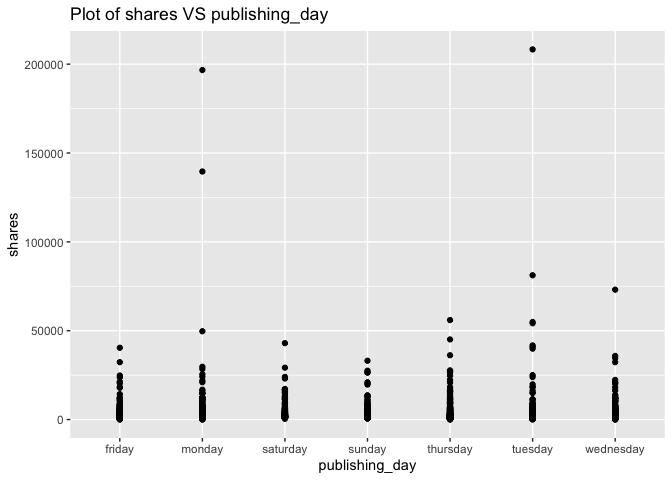 Plot of shares VS publishing_day
200000
150000
100000
50000
0
shares
friday monday saturday sunday thursday tuesday wednesday
publishing_day